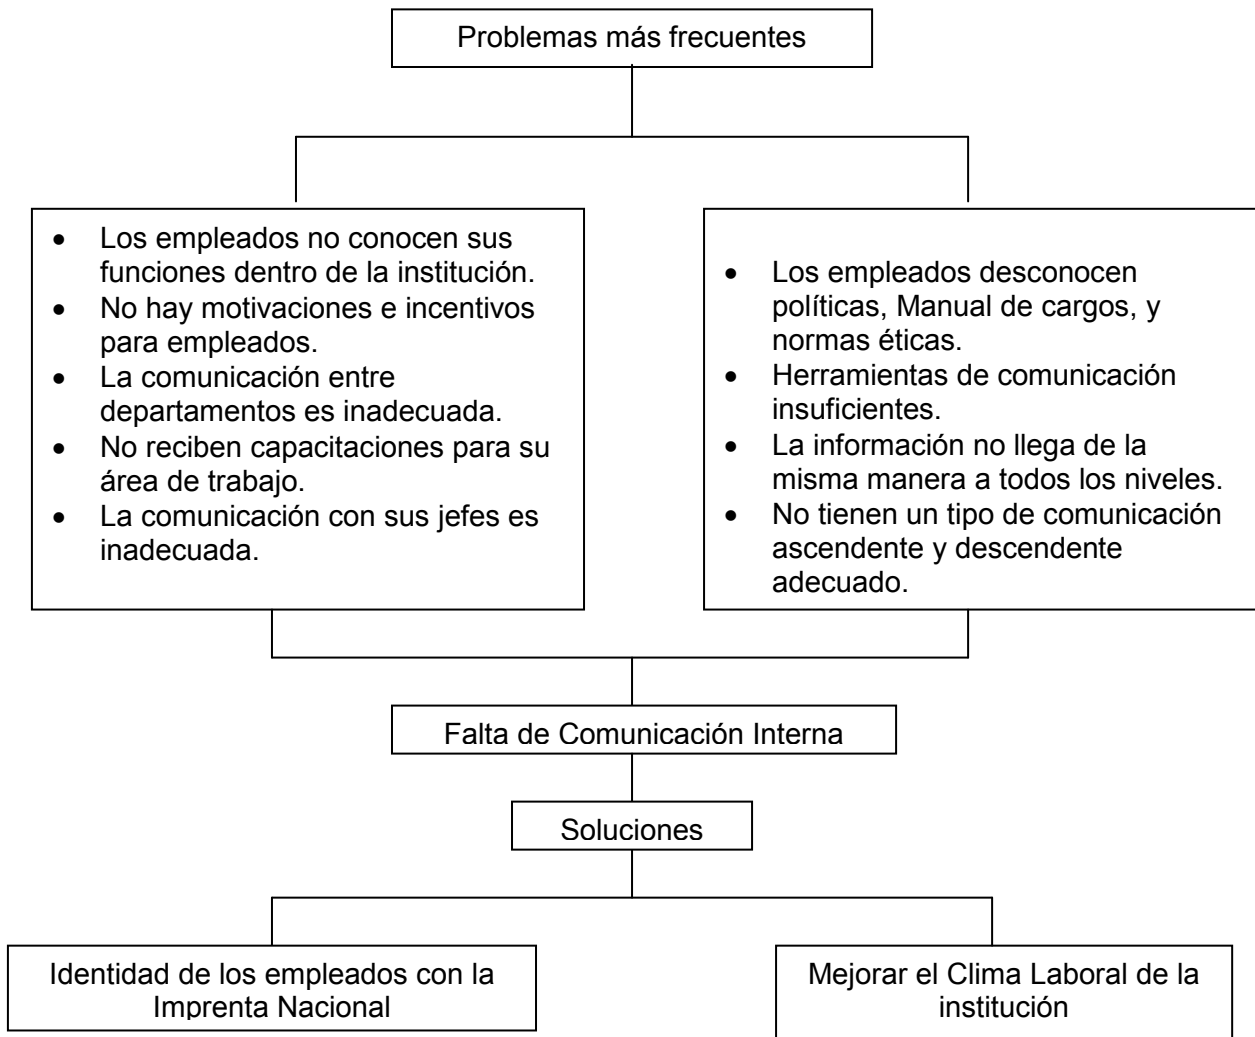 Problemas más frecuentes
• Los empleados no conocen sus
funciones dentro de la institución.
• No hay motivaciones e incentivos
para empleados.
• La comunicación entre
departamentos es inadecuada.
• No reciben capacitaciones para su
área de trabajo.
• La comunicación con sus jefes es
inadecuada.
• Los empleados desconocen
políticas, Manual de cargos, y
normas éticas.
• Herramientas de comunicación
insuficientes.
• La información no llega de la
misma manera a todos los niveles.
• No tienen un tipo de comunicación
ascendente y descendente
adecuado.
Falta de Comunicación Interna
Soluciones
Identidad de los empleados con la
Imprenta Nacional
Mejorar el Clima Laboral de la
institución